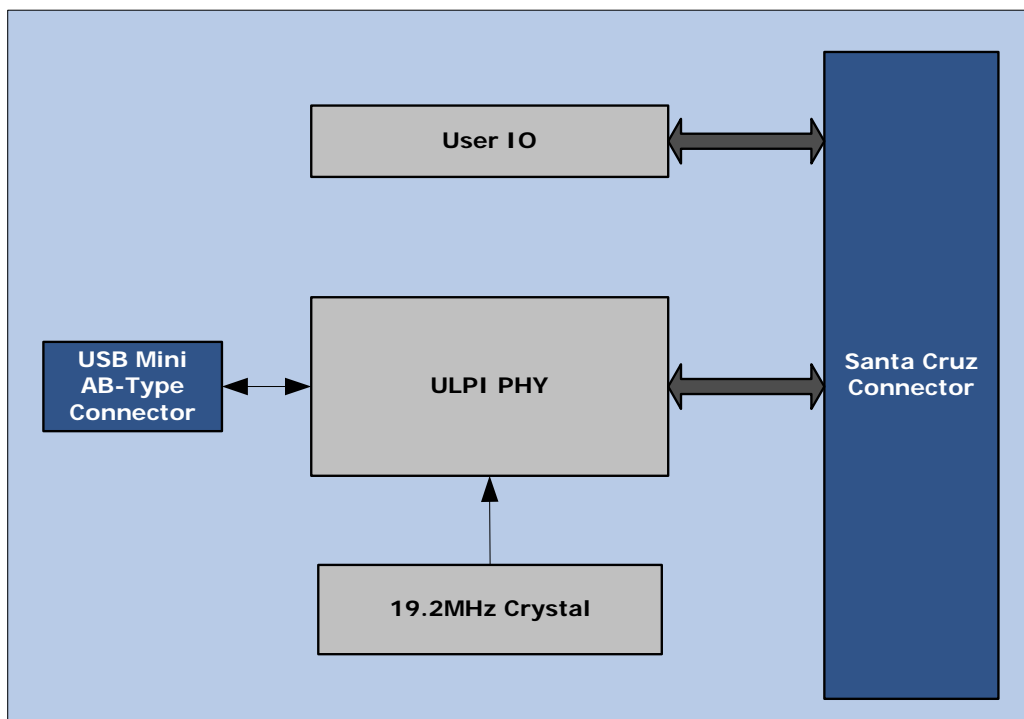 User IO
USB Mini
AB-Type
Connector
ULPI PHY
Santa Cruz
Connector
19.2MHz Crystal